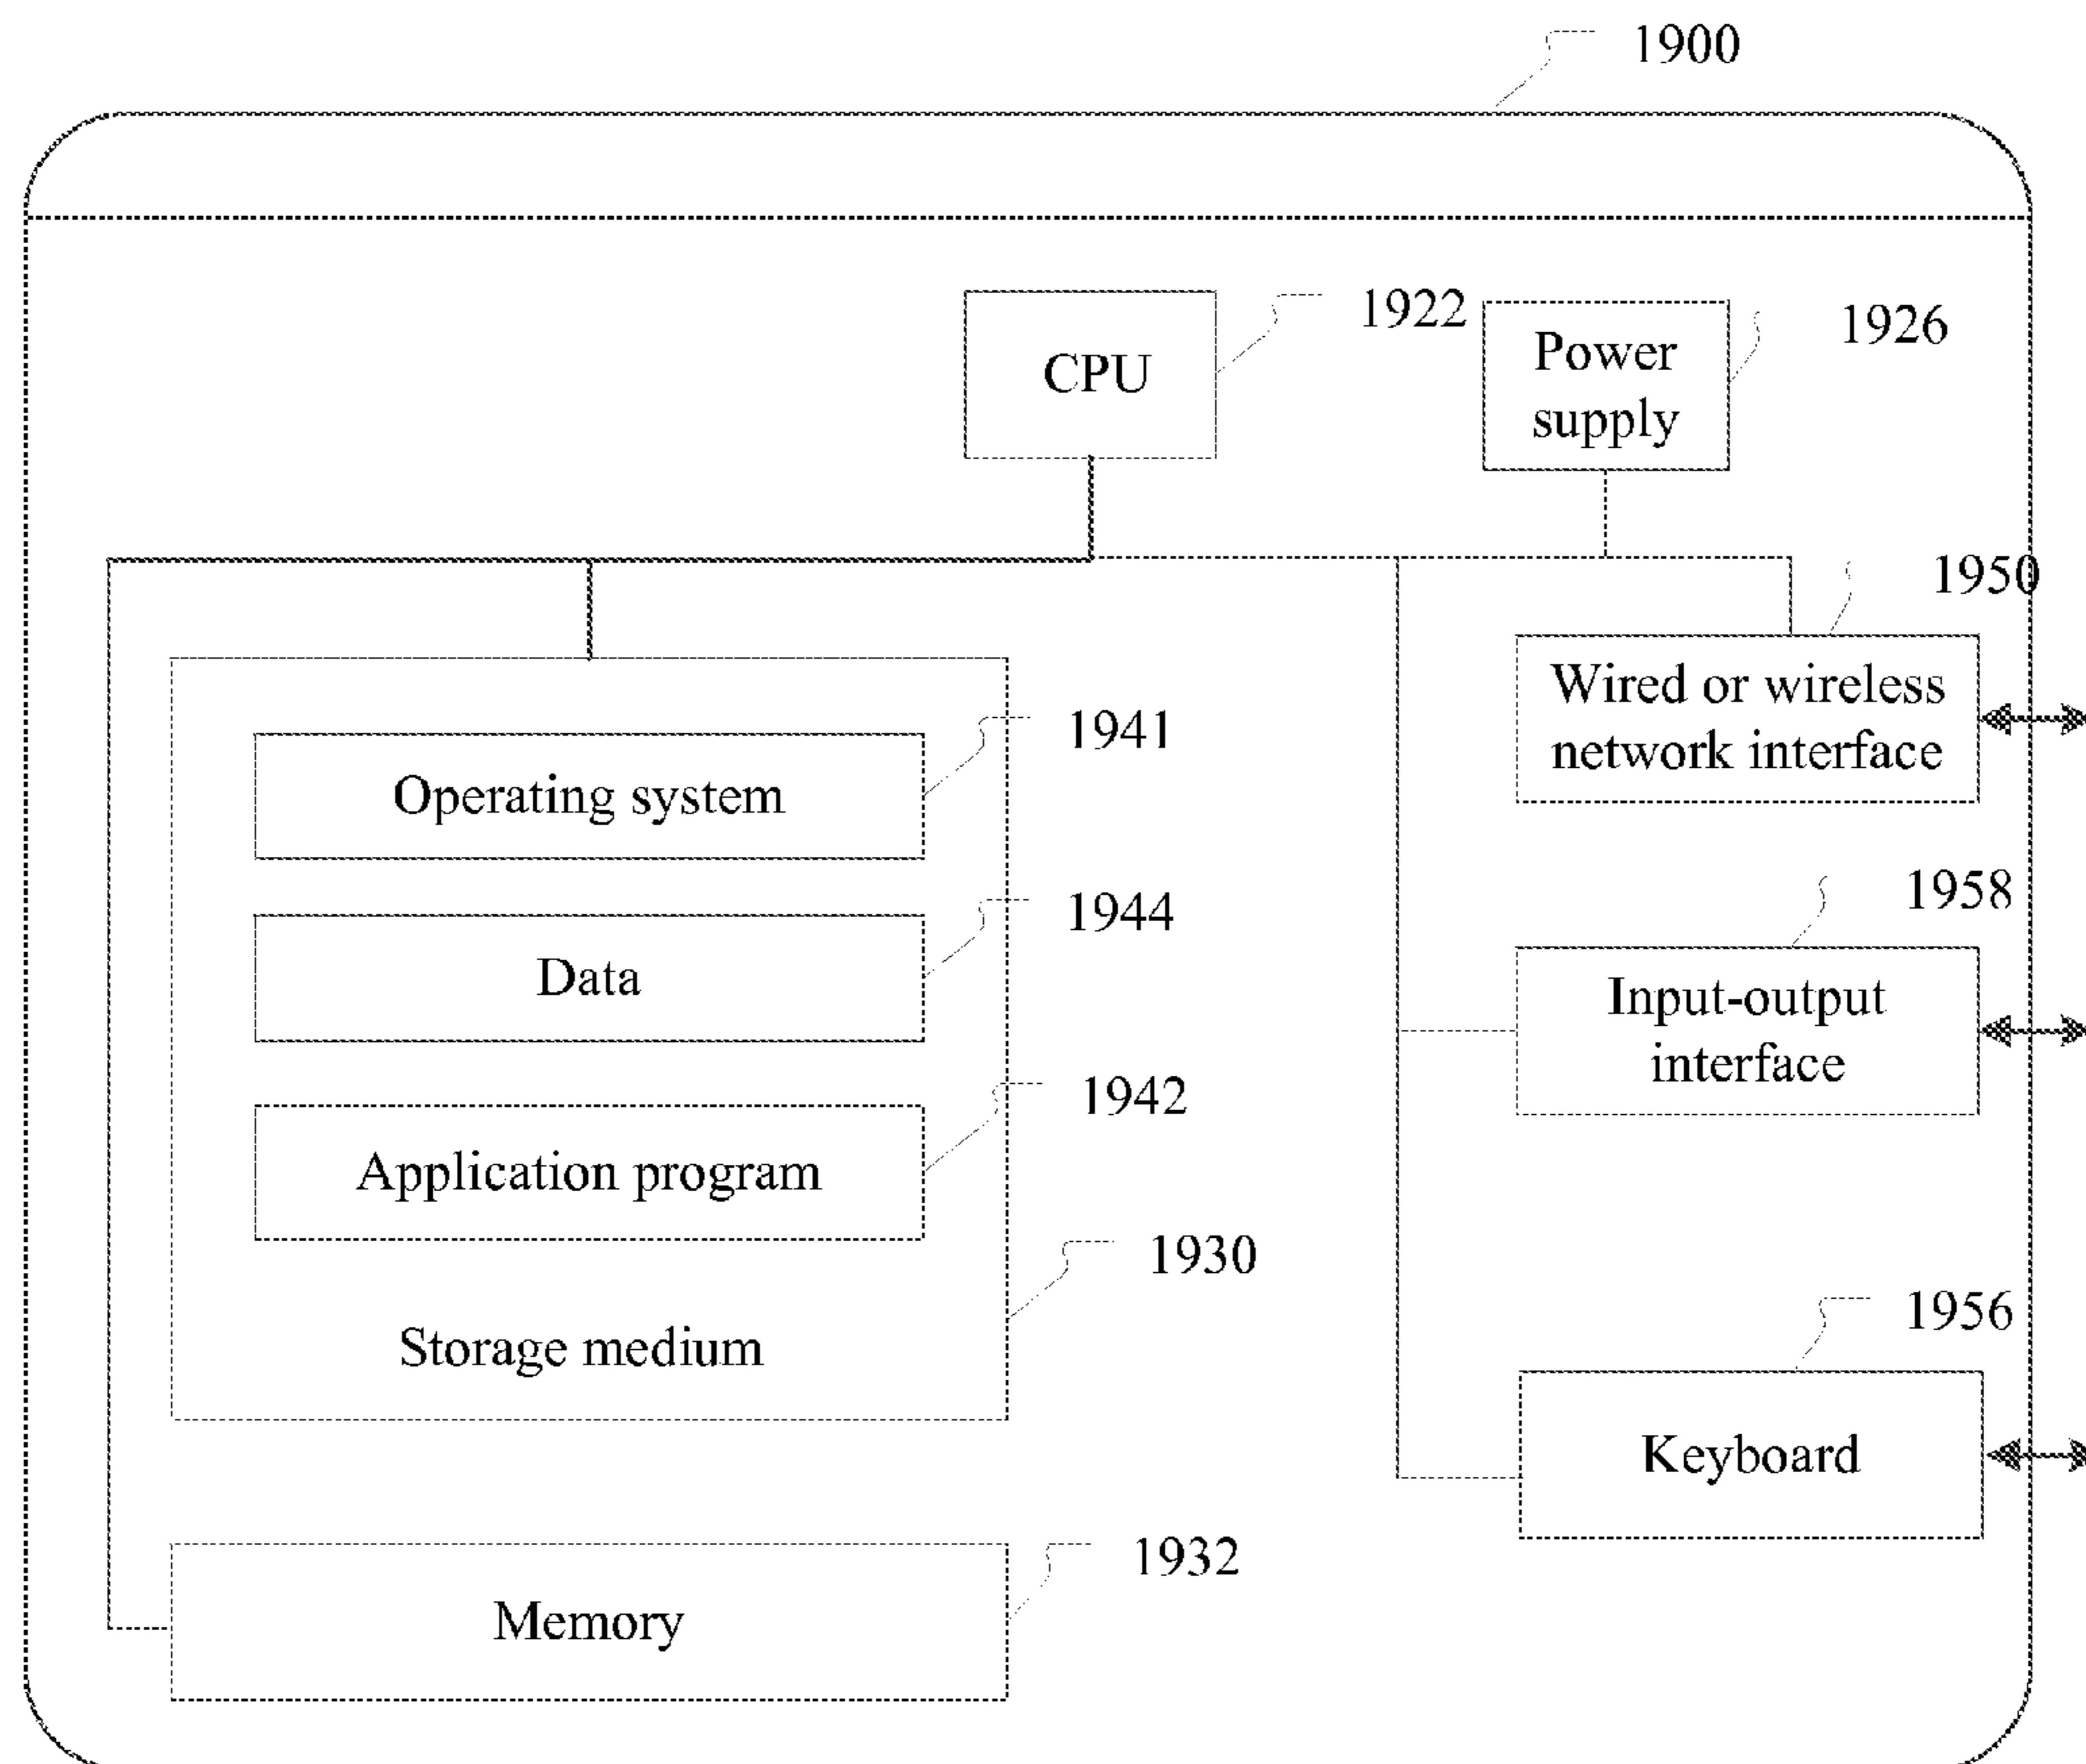 1900
CPU
1922
Power
supply
1926
1950
Wired or wireless
network interface
Operating system
1941
Data
1944
1958
Input-output
interface
Application program
1942
Storage medium
1930
1956
Keyboard
Memory
1932